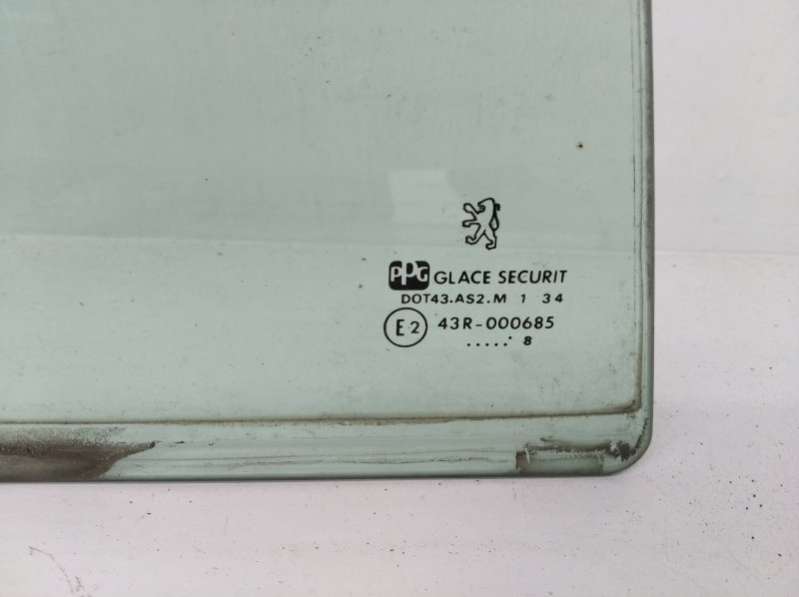 PPG GLACE SECURIT
DOT43.AS2.M 1 34
E2 43R-000685
..... 8